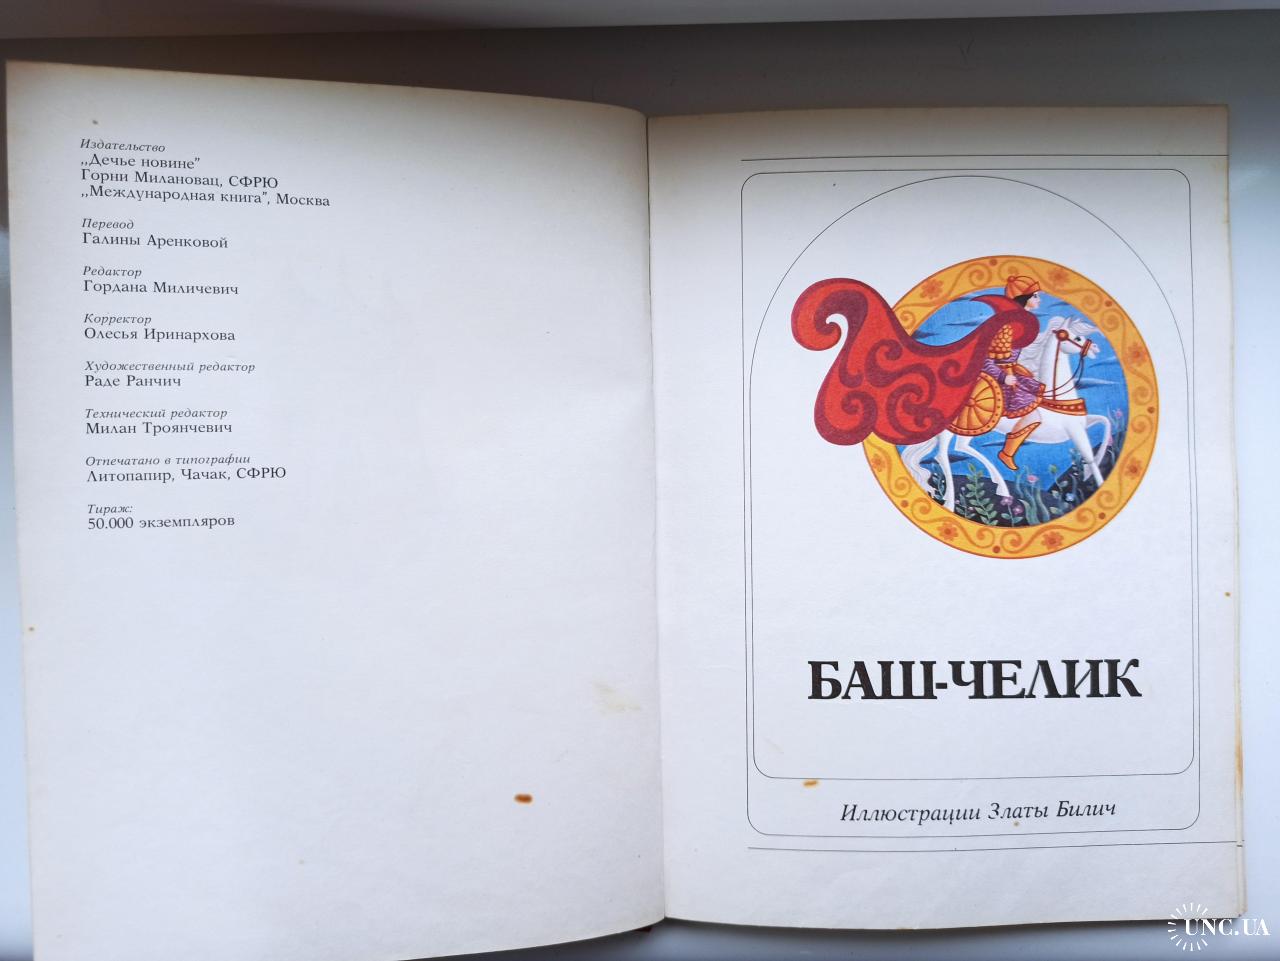 Издательство
,,Дечье новине”
Горни Милановац, СФРЮ
,,Международная книга”, Москва
Перевод
Галины Аренковой
Редактор
Гордана Миличевич
Корректор
Олесья Иринархова
Художественный редактор
Раде Ранчич
Технический редактор
Милан Троянчевич
Отпечатано в типографии
Литопапир, Чачак, СФРЮ
Тираж:
50.000 экземпляров
БАШ-ЧЕЛИК
Иллюстрации Златы Билич
UNC.UA